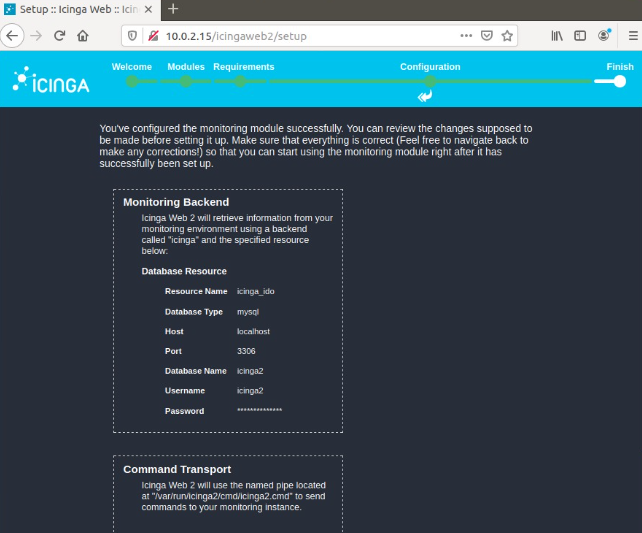 Setup :: Icinga Web :: Icin
10.0.2.15/icingaweb2/setup
icinga
Welcome Modules Requirements Configuration Finish
You've configured the monitoring module successfully. You can review the changes supposed to
be made before setting it up. Make sure that everything is correct (Feel free to navigate back to
make any corrections!) so that you can start using the monitoring module right after it has
successfully been set up.
Monitoring Backend
Icinga Web 2 will retrieve information from your
monitoring environment using a backend
called "icinga" and the specified resource
below:
Database Resource
Resource Name icinga_ido
Database Type mysql
Host localhost
Port 3306
Database Name icinga2
Username icinga2
Password **************
Command Transport
Icinga Web 2 will use the named pipe located
at "/var/run/icinga2/cmd/icinga2.cmd" to send
commands to your monitoring instance.